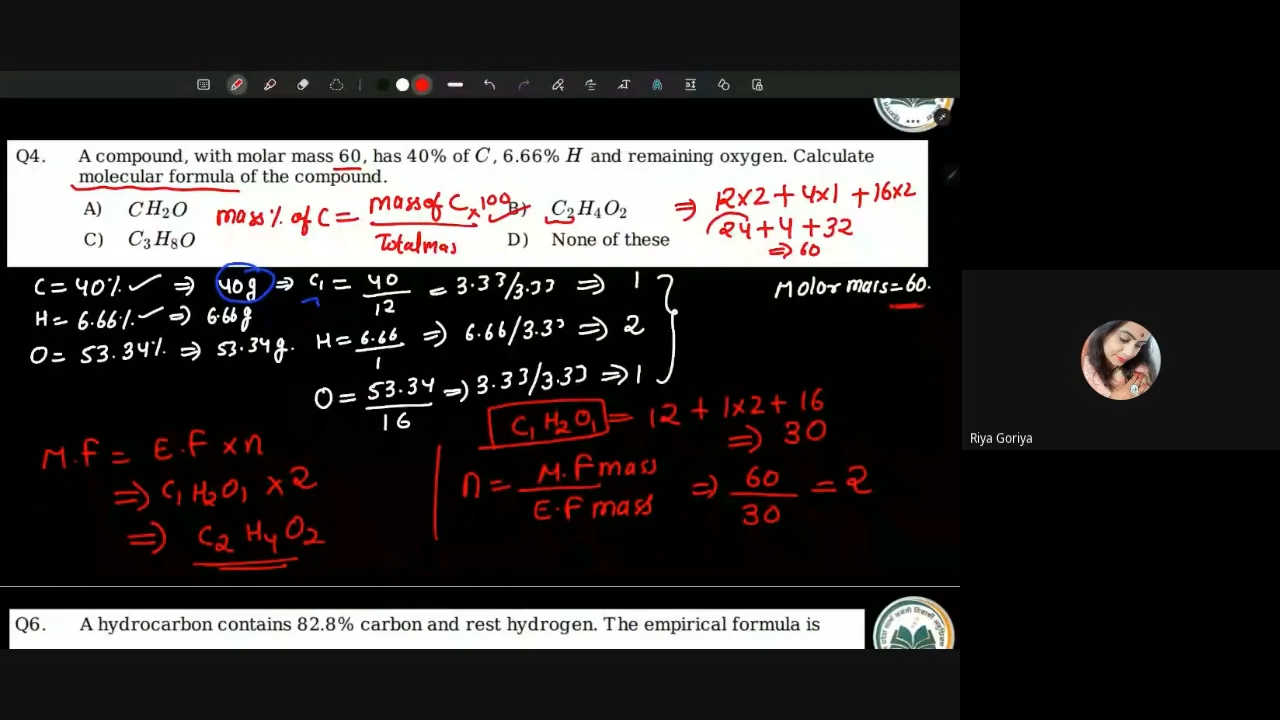 Q4. A compound, with molar mass 60, has 40% of C, 6.66% H and remaining oxygen. Calculate
molecular formula of the compound.
A) CH₂O
B) C₂H₄O₂
C) C₃H₈O
D) None of these
mass % of C = mass of C / Total mas × 100
⇒ 12×2 + 4×1 + 16×2
24 + 4 + 32
⇒ 60
Molar mass = 60.
C = 40% ✓ ⇒ 40g ⇒ C₁ = 40/12 = 3.33/3.33 ⇒ 1
H = 6.66% ✓ ⇒ 6.66g H = 6.66/1 ⇒ 6.66/3.33 ⇒ 2
O = 53.34% ⇒ 53.34g. O = 53.34/16 ⇒ 3.33/3.33 ⇒ 1
C₁H₂O₁ = 12 + 1×2 + 16
⇒ 30
M.F = E.F × n
⇒ C₁H₂O₁ × 2
⇒ C₂H₄O₂
n = M.F mass / E.F mass ⇒ 60/30 = 2
Q6. A hydrocarbon contains 82.8% carbon and rest hydrogen. The empirical formula is
Riya Goriya